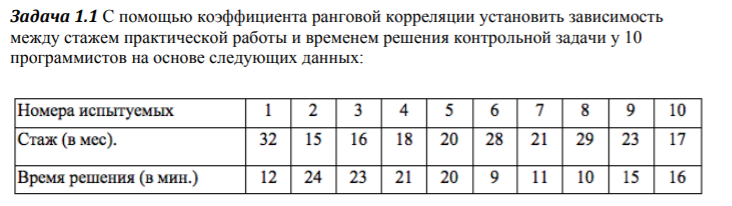 Задача 1.1 С помощью коэффициента ранговой корреляции установить зависимость
между стажем практической работы и временем решения контрольной задачи у 10
программистов на основе следующих данных:
Номера испытуемых 1 2 3 4 5 6 7 8 9 10
Стаж (в мес). 32 15 16 18 20 28 21 29 23 17
Время решения (в мин.) 12 24 23 21 20 9 11 10 15 16